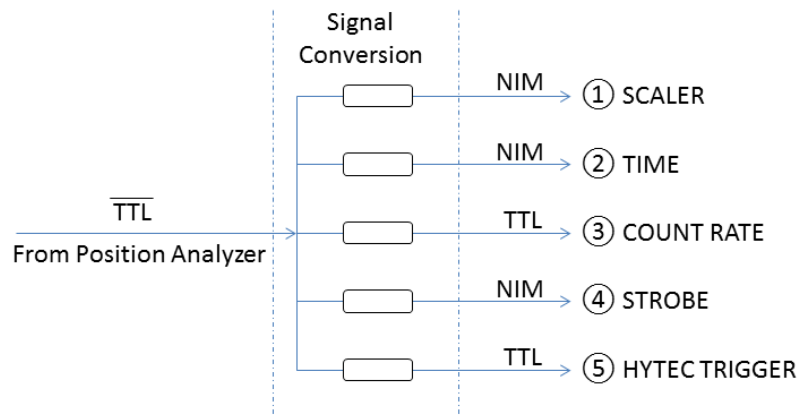 Signal
Conversion
NIM ① SCALER
NIM ② TIME
T̅T̅L̅
TTL ③ COUNT RATE
From Position Analyzer
NIM ④ STROBE
TTL ⑤ HYTEC TRIGGER